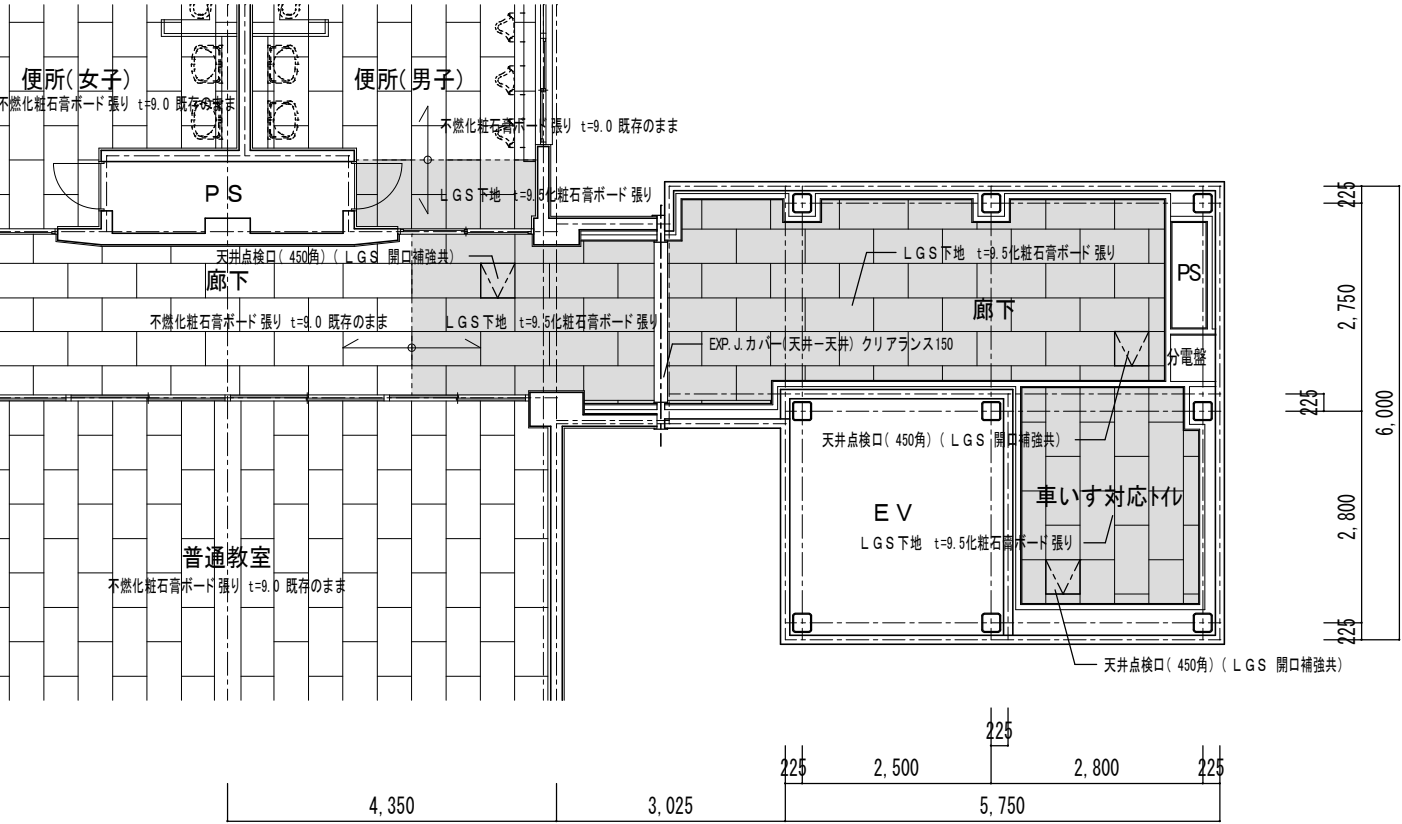 便所(女子)
不燃化粧石膏ボード張り t=9.0 既存のまま
便所(男子)
不燃化粧石膏ボード張り t=9.0 既存のまま
PS
LGS下地 t=9.5化粧石膏ボード張り
天井点検口(450角)(LGS 開口補強共)
廊下
不燃化粧石膏ボード張り t=9.0 既存のまま
LGS下地 t=9.5化粧石膏ボード張り
LGS下地 t=9.5化粧石膏ボード張り
廊下
PS
EXP.J.カバー(天井−天井) クリアランス150
分電盤
天井点検口(450角)(LGS 開口補強共)
EV
車いす対応トイレ
LGS下地 t=9.5化粧石膏ボード張り
普通教室
不燃化粧石膏ボード張り t=9.0 既存のまま
天井点検口(450角)(LGS 開口補強共)
225
2,750
225
6,000
2,800
225
225
225
2,500
2,800
225
4,350
3,025
5,750